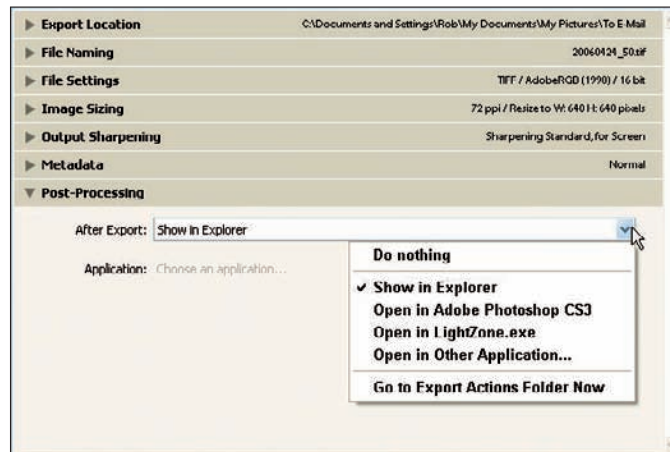 Export Location C:\Documents and Settings\Rob\My Documents\My Pictures\To E-Mail
File Naming 20060424_50.tif
File Settings TIFF / AdobeRGB (1990) / 16 bit
Image Sizing 72 ppi / Resize to W: 640 H: 640 pixels
Output Sharpening Sharpening Standard, for Screen
Metadata Normal
Post-Processing
After Export: Show in Explorer
Application: Choose an application...
Do nothing
✓ Show in Explorer
Open in Adobe Photoshop CS3
Open in LightZone.exe
Open in Other Application...
Go to Export Actions Folder Now